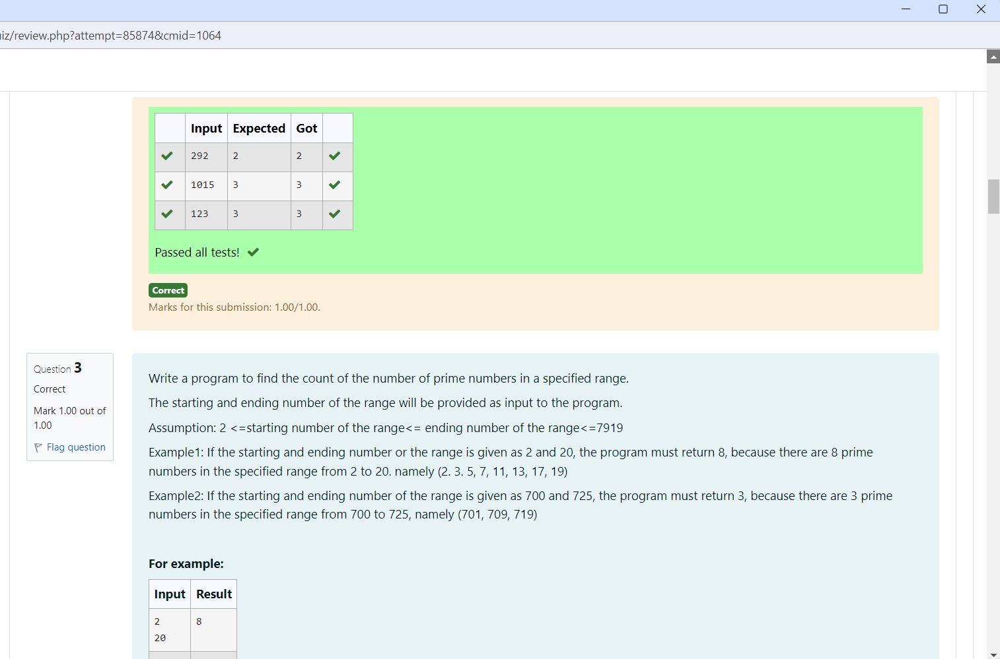 iz/review.php?attempt=85874&cmid=1064
Input Expected Got
292 2 2
1015 3 3
123 3 3
Passed all tests!
Correct
Marks for this submission: 1.00/1.00.
Question 3
Correct
Mark 1.00 out of
1.00
Flag question
Write a program to find the count of the number of prime numbers in a specified range.
The starting and ending number of the range will be provided as input to the program.
Assumption: 2 <=starting number of the range<= ending number of the range<=7919
Example1: If the starting and ending number or the range is given as 2 and 20, the program must return 8, because there are 8 prime
numbers in the specified range from 2 to 20. namely (2. 3. 5, 7, 11, 13, 17, 19)
Example2: If the starting and ending number of the range is given as 700 and 725, the program must return 3, because there are 3 prime
numbers in the specified range from 700 to 725, namely (701, 709, 719)
For example:
Input Result
2 8
20